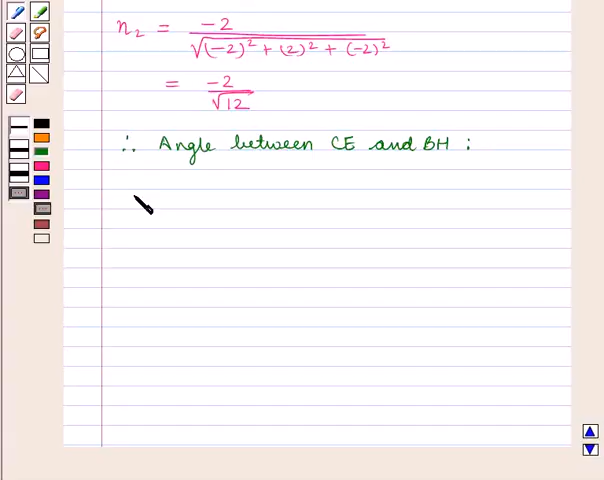 n₂ = -2 / √((-2)² + (2)² + (-2)²)
= -2 / √12
∴ Angle between CE and BH :